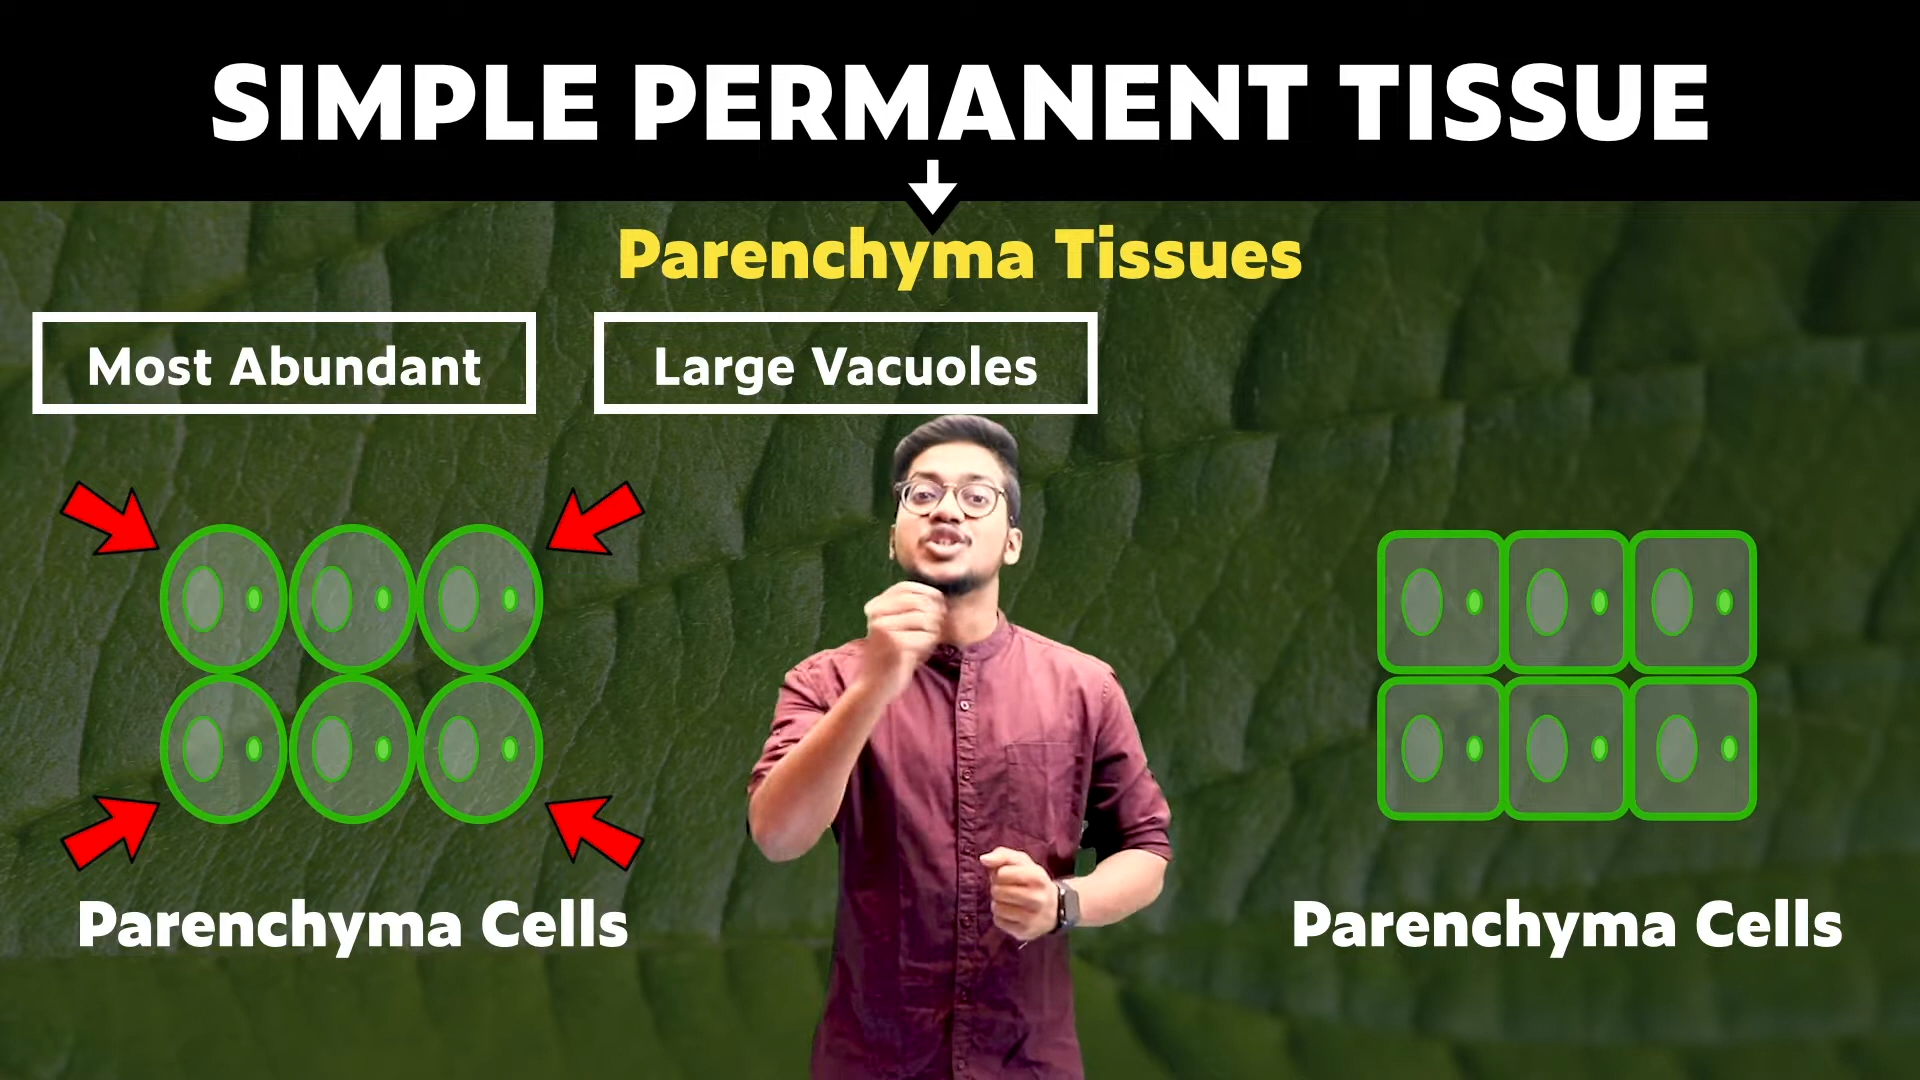 SIMPLE PERMANENT TISSUE
Parenchyma Tissues
Most Abundant
Large Vacuoles
Parenchyma Cells
Parenchyma Cells